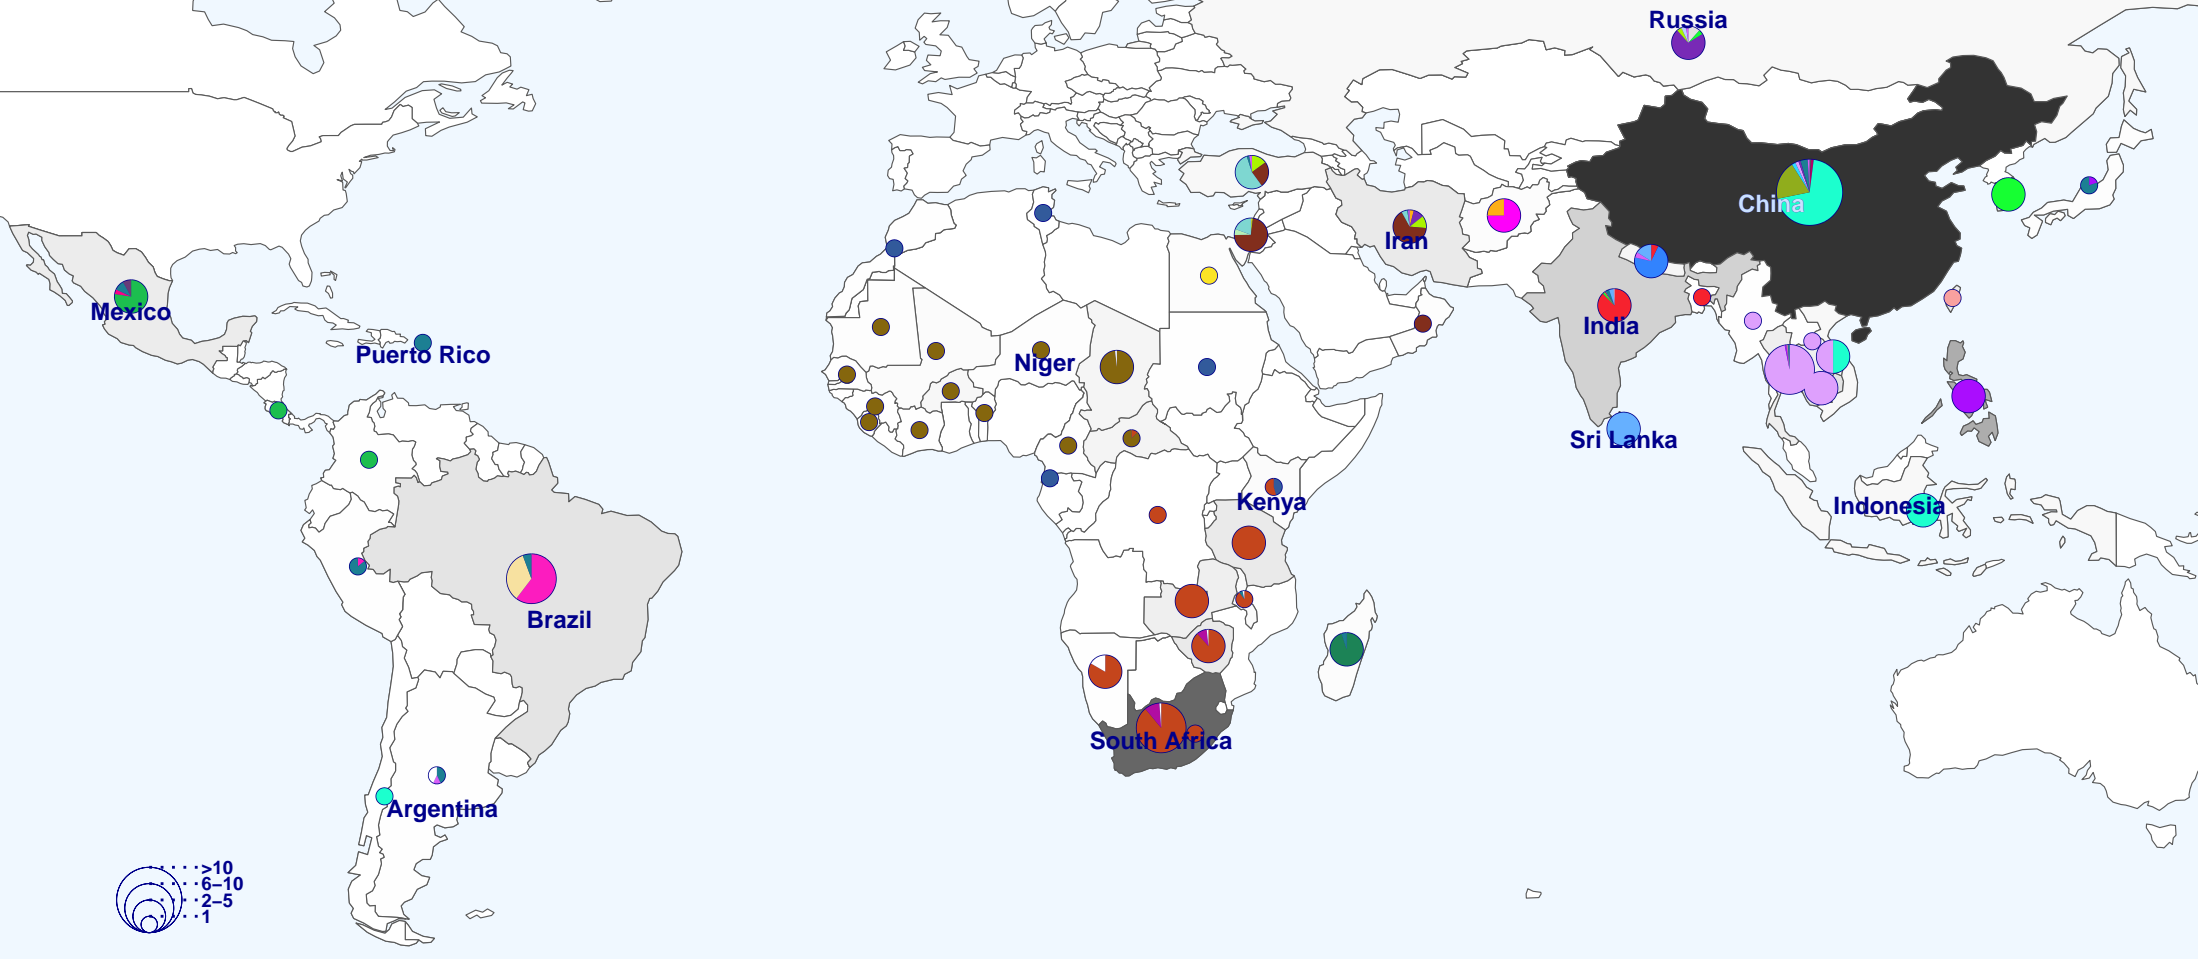 Russia
China
Iran
Mexico
India
Puerto Rico
Niger
Sri Lanka
Kenya
Indonesia
Brazil
South Africa
Argentina
>10
6–10
2–5
1